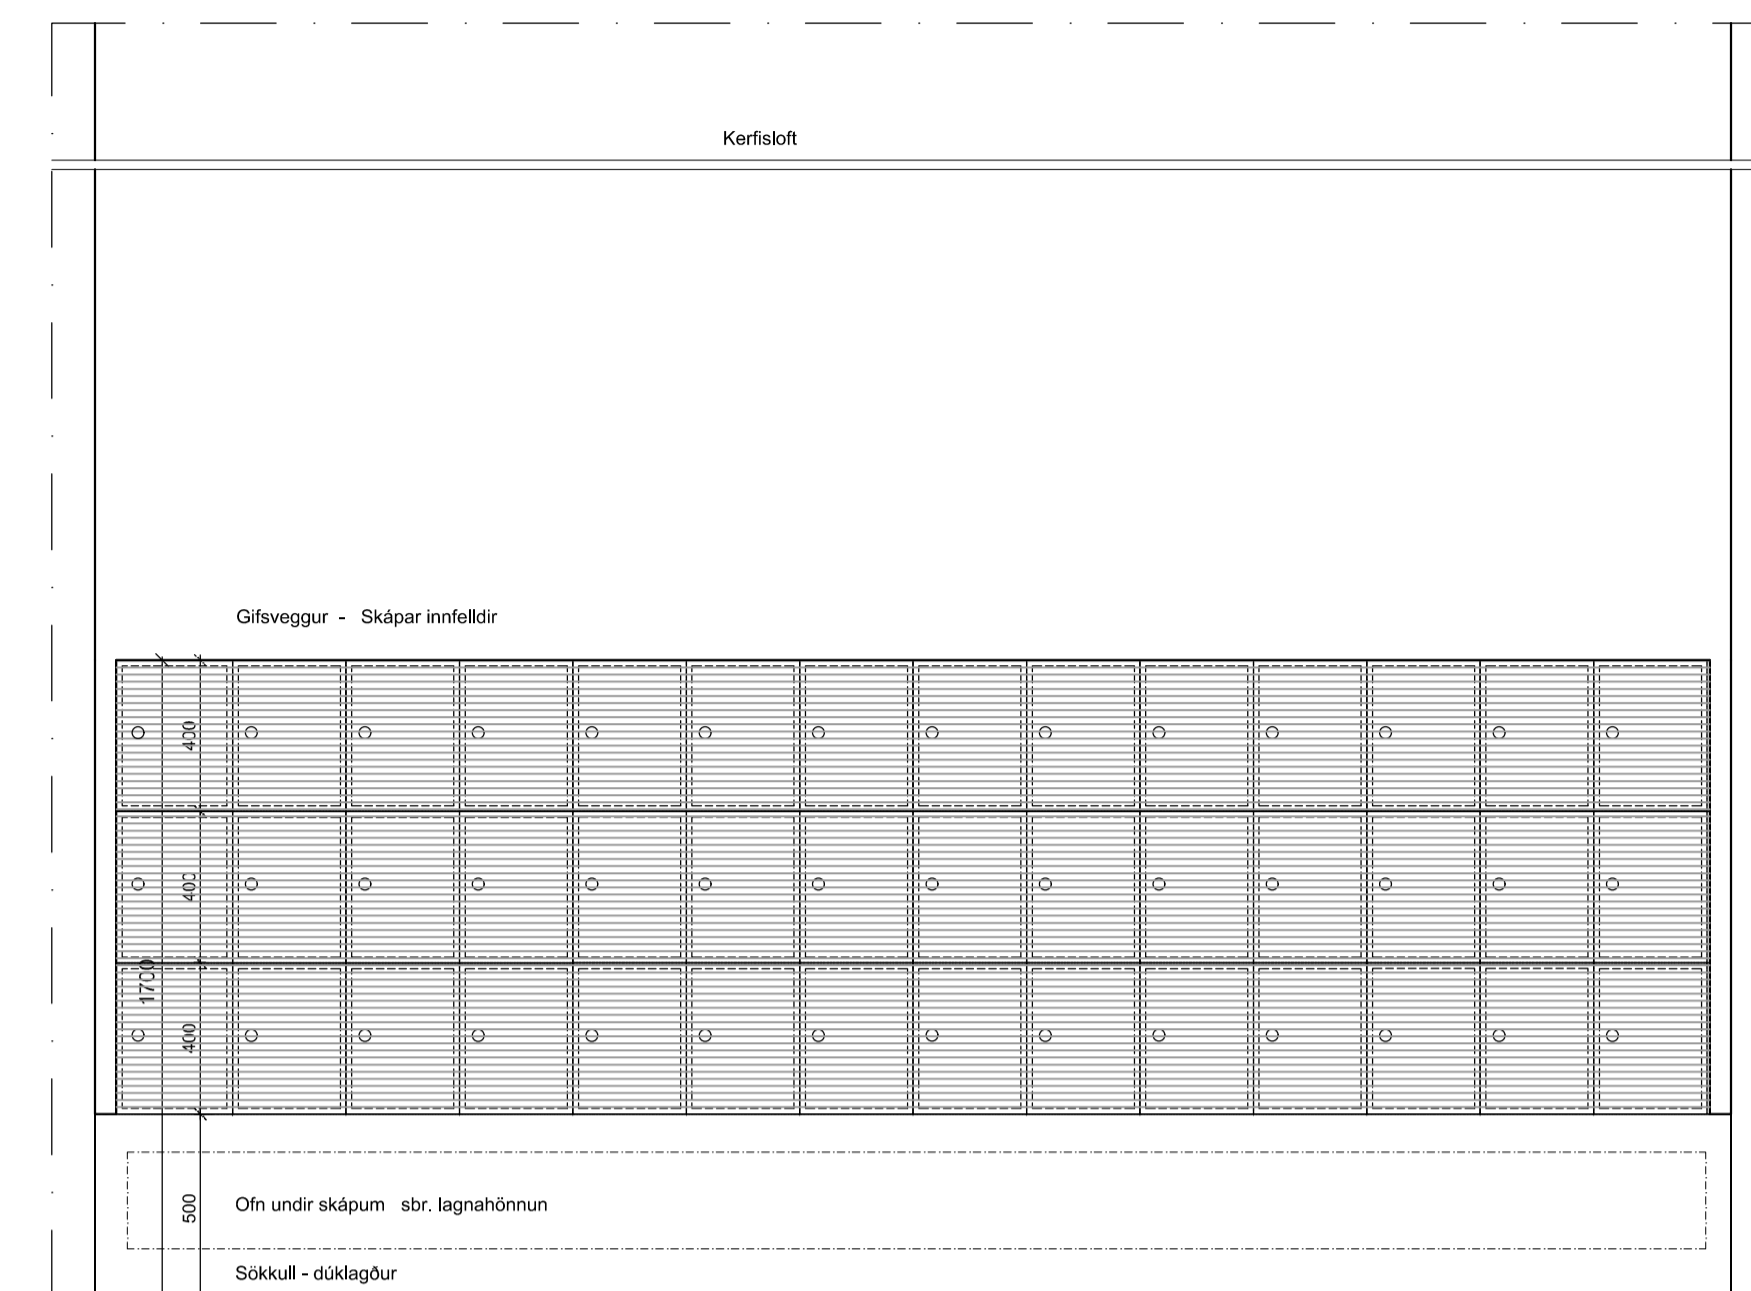 Kerfisloft
Gifsveggur - Skápar innfelldir
400
400
1700
400
500
Ofn undir skápum sbr. lagnahönnun
Sökkull - dúklagður